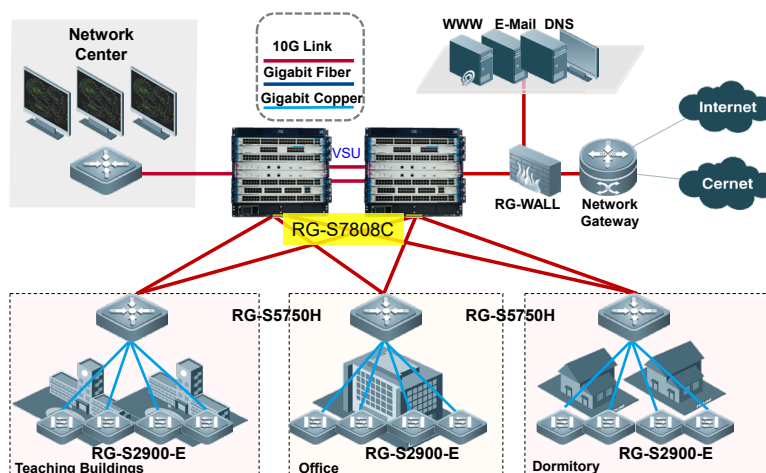 Network
Center
10G Link
Gigabit Fiber
Gigabit Copper
WWW E-Mail DNS
VSU
RG-WALL
Network
Gateway
Internet
Cernet
RG-S7808C
RG-S5750H
RG-S5750H
RG-S2900-E
RG-S2900-E
RG-S2900-E
Teaching Buildings
Office
Dormitory